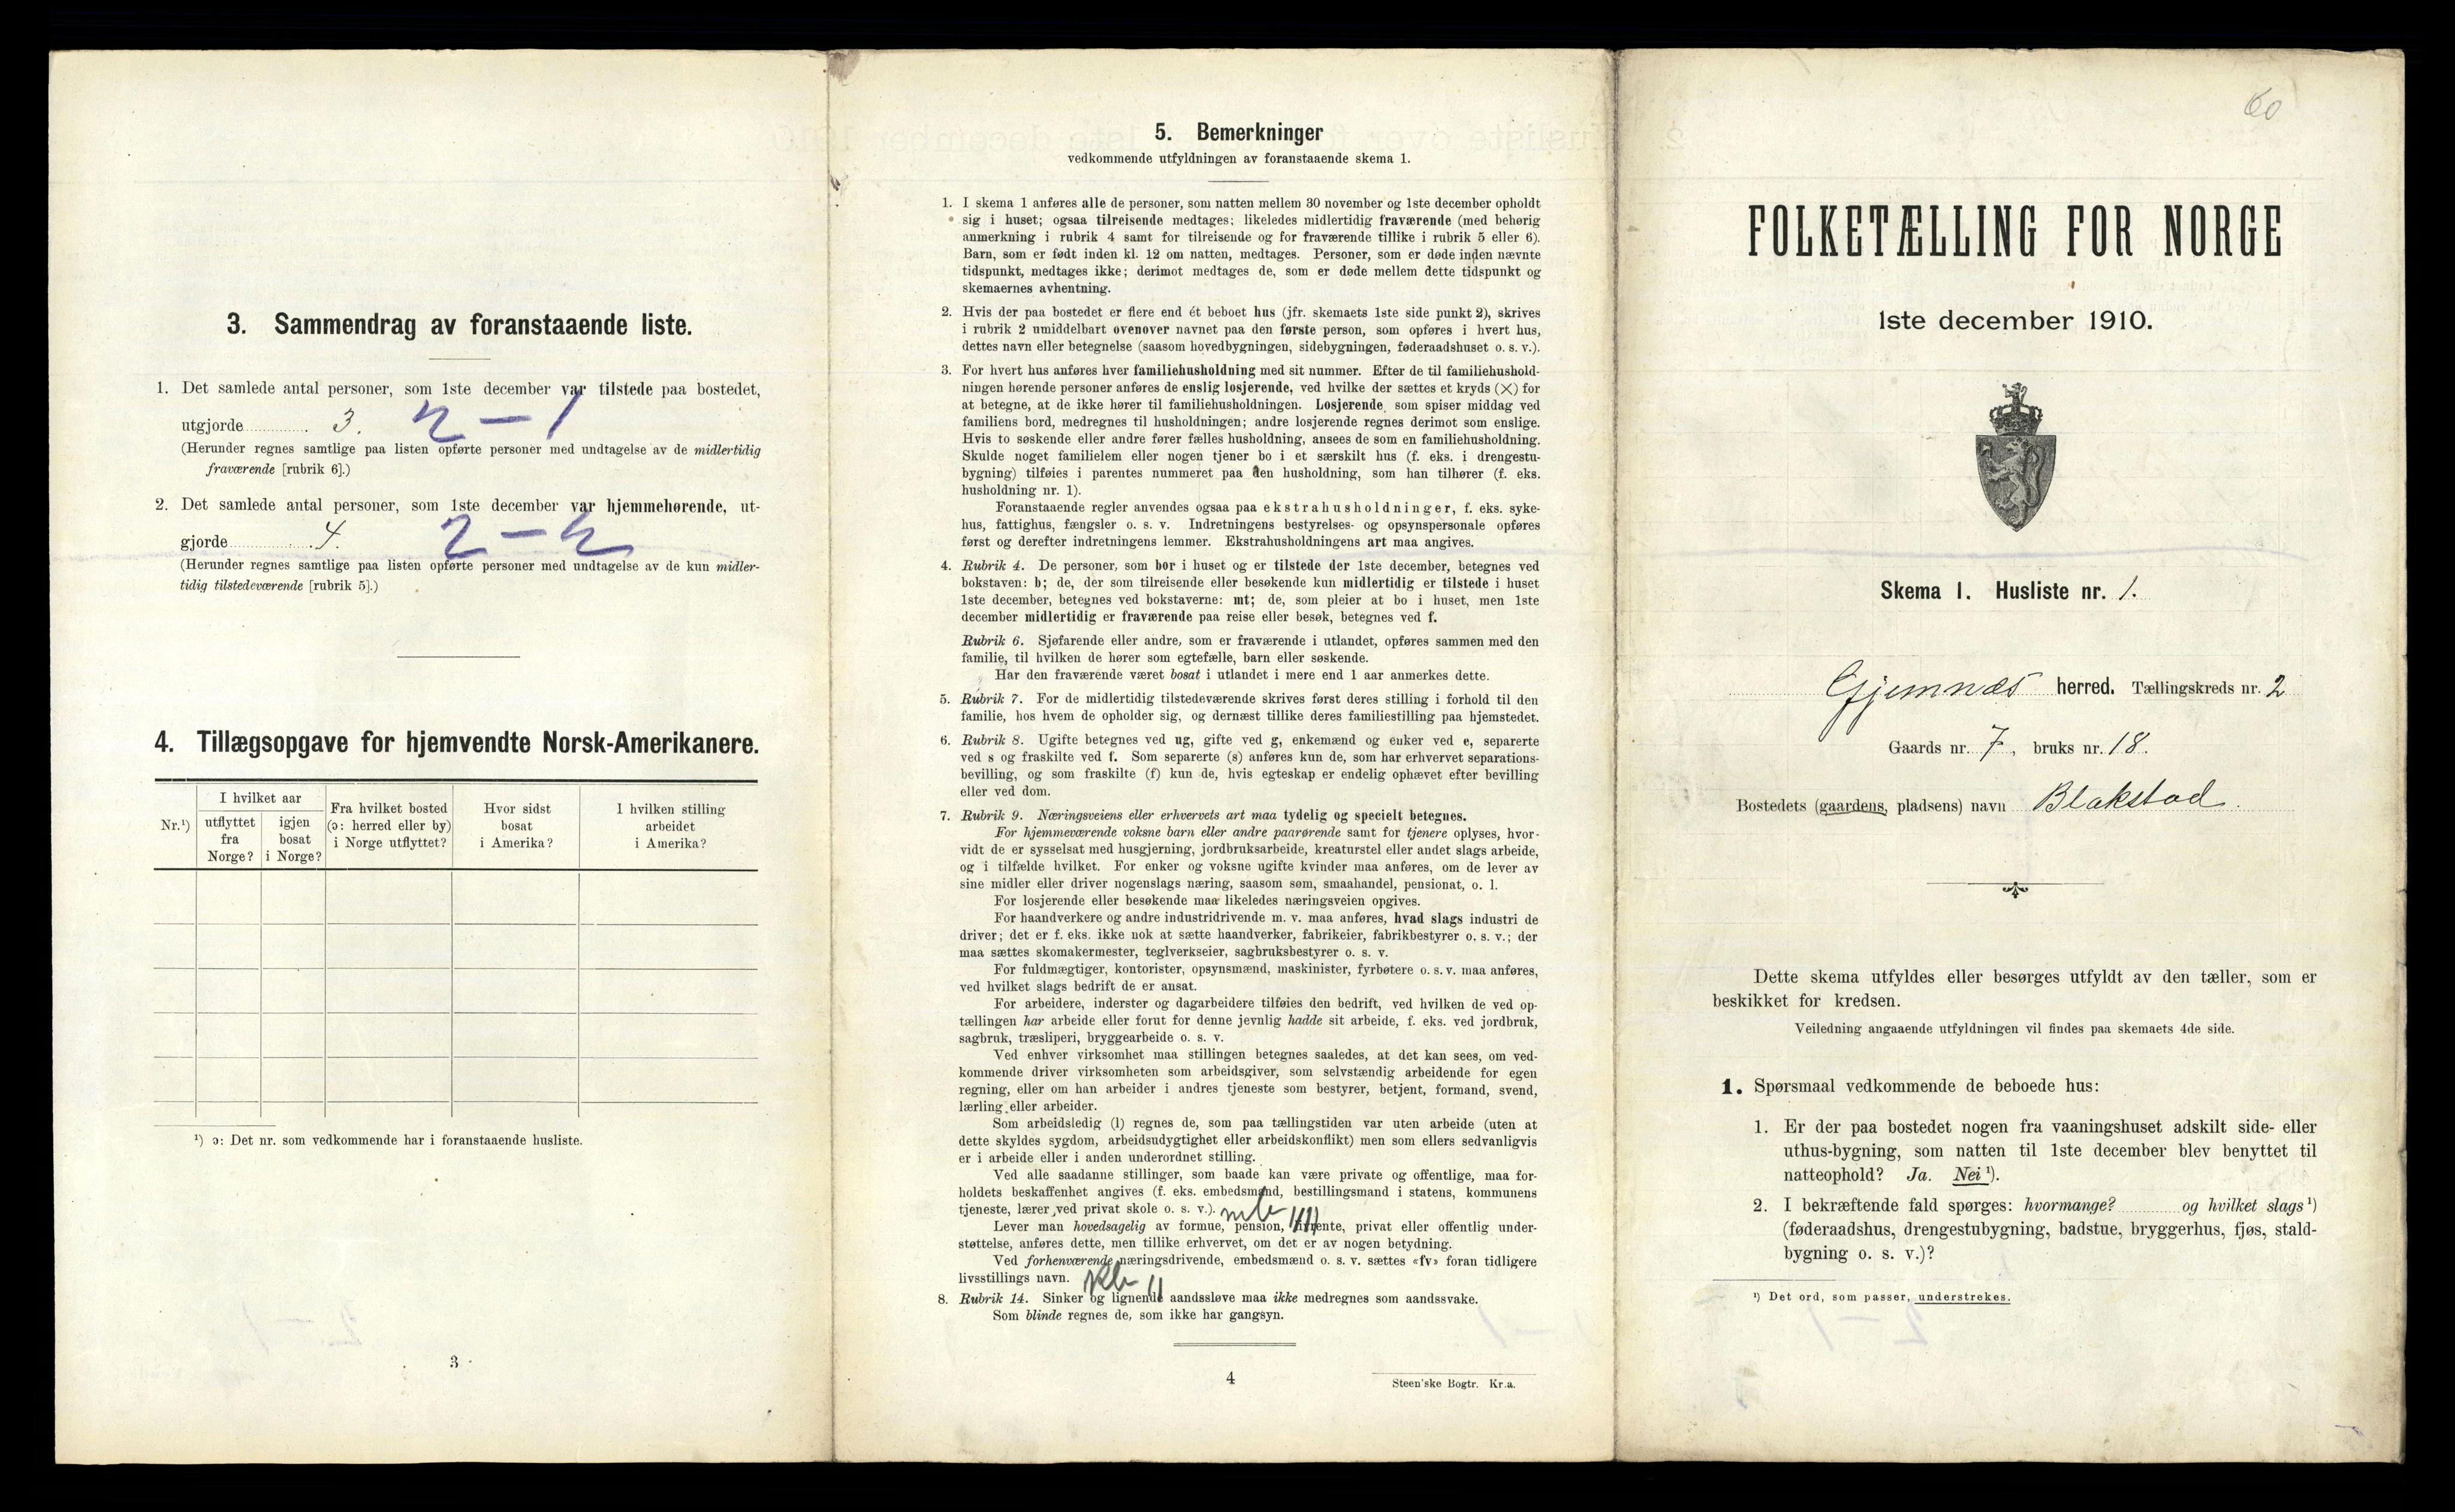 3. Sammendrag av foranstaaende liste.
1. Det samlede antal personer, som 1ste december var tilstede paa bostedet,
utgjorde 3. 2 – 1
(Herunder regnes samtlige paa listen opførte personer med undtagelse av de midlertidig
fraværende [rubrik 6].)
2. Det samlede antal personer, som 1ste december var hjemmehørende, ut-
gjorde 4. 2 – 2
(Herunder regnes samtlige paa listen opførte personer med undtagelse av de kun midler-
tidig tilstedeværende [rubrik 5].)
4. Tillægsopgave for hjemvendte Norsk-Amerikanere.
Nr.¹)
I hvilket aar
utflyttet
fra
Norge?
igjen
bosat
i Norge?
Fra hvilket bosted
(ɔ: herred eller by)
i Norge utflyttet?
Hvor sidst
bosat
i Amerika?
I hvilken stilling
arbeidet
i Amerika?
¹) ɔ: Det nr. som vedkommende har i foranstaaende husliste.
3
5. Bemerkninger
vedkommende utfyldningen av foranstaaende skema 1.
1. I skema 1 anføres alle de personer, som natten mellem 30 november og 1ste december opholdt
sig i huset; ogsaa tilreisende medtages; likeledes midlertidig fraværende (med behørig
anmerkning i rubrik 4 samt for tilreisende og for fraværende tillike i rubrik 5 eller 6).
Barn, som er født inden kl. 12 om natten, medtages. Personer, som er døde inden nævnte
tidspunkt, medtages ikke; derimot medtages de, som er døde mellem dette tidspunkt og
skemaernes avhentning.
2. Hvis der paa bostedet er flere end ét beboet hus (jfr. skemaets 1ste side punkt 2), skrives
i rubrik 2 umiddelbart ovenover navnet paa den første person, som opføres i hvert hus,
dettes navn eller betegnelse (saasom hovedbygningen, sidebygningen, føderaadshuset o. s. v.).
3. For hvert hus anføres hver familiehusholdning med sit nummer. Efter de til familiehushold-
ningen hørende personer anføres de enslig losjerende, ved hvilke der sættes et kryds (×) for
at betegne, at de ikke hører til familiehusholdningen. Losjerende som spiser middag ved
familiens bord, medregnes til husholdningen; andre losjerende regnes derimot som enslige.
Hvis to søskende eller andre fører fælles husholdning, ansees de som en familiehusholdning.
Skulde noget familielem eller nogen tjener bo i et særskilt hus (f. eks. i drengestu-
bygning) tilføies i parentes nummeret paa den husholdning, som han tilhører (f. eks.
husholdning nr. 1).
Foranstaaende regler anvendes ogsaa paa ekstrahusholdninger, f. eks. syke-
hus, fattighus, fængsler o. s. v. Indretningens bestyrelses- og opsynspersonale opføres
først og derefter indretningens lemmer. Ekstrahusholdningens art maa angives.
4. Rubrik 4. De personer, som bor i huset og er tilstede der 1ste december, betegnes ved
bokstaven: b; de, der som tilreisende eller besøkende kun midlertidig er tilstede i huset
1ste december, betegnes ved bokstaverne: mt; de, som pleier at bo i huset, men 1ste
december midlertidig er fraværende paa reise eller besøk, betegnes ved f.
Rubrik 6. Sjøfarende eller andre, som er fraværende i utlandet, opføres sammen med den
familie, til hvilken de hører som egtefælle, barn eller søskende.
Har den fraværende været bosat i utlandet i mere end 1 aar anmerkes dette.
5. Rubrik 7. For de midlertidig tilstedeværende skrives først deres stilling i forhold til den
familie, hos hvem de opholder sig, og dernæst tillike deres familiestilling paa hjemstedet.
6. Rubrik 8. Ugifte betegnes ved ug, gifte ved g, enkemænd og enker ved e, separerte
ved s og fraskilte ved f. Som separerte (s) anføres kun de, som har erhvervet separations-
bevilling, og som fraskilte (f) kun de, hvis egteskap er endelig ophævet efter bevilling
eller ved dom.
7. Rubrik 9. Næringsveiens eller erhvervets art maa tydelig og specielt betegnes.
For hjemmeværende voksne barn eller andre paarørende samt for tjenere oplyses, hvor-
vidt de er sysselsat med husgjerning, jordbruksarbeide, kreaturstel eller andet slags arbeide,
og i tilfælde hvilket. For enker og voksne ugifte kvinder maa anføres, om de lever av
sine midler eller driver nogenslags næring, saasom søm, smaahandel, pensionat, o. l.
For losjerende eller besøkende maa likeledes næringsveien opgives.
For haandverkere og andre industridrivende m. v. maa anføres, hvad slags industri de
driver; det er f. eks. ikke nok at sætte haandverker, fabrikeier, fabrikbestyrer o. s. v.; der
maa sættes skomakermester, teglverkseier, sagbruksbestyrer o. s. v.
For fuldmægtiger, kontorister, opsynsmænd, maskinister, fyrbøtere o. s. v. maa anføres,
ved hvilket slags bedrift de er ansat.
For arbeidere, inderster og dagarbeidere tilføies den bedrift, ved hvilken de ved op-
tællingen har arbeide eller forut for denne jevnlig hadde sit arbeide, f. eks. ved jordbruk,
sagbruk, træsliperi, bryggearbeide o. s. v.
Ved enhver virksomhet maa stillingen betegnes saaledes, at det kan sees, om ved-
kommende driver virksomheten som arbeidsgiver, som selvstændig arbeidende for egen
regning, eller om han arbeider i andres tjeneste som bestyrer, betjent, formand, svend,
lærling eller arbeider.
Som arbeidsledig (l) regnes de, som paa tællingstiden var uten arbeide (uten at
dette skyldes sygdom, arbeidsudygtighet eller arbeidskonflikt) men som ellers sedvanligvis
er i arbeide eller i anden underordnet stilling.
Ved alle saadanne stillinger, som baade kan være private og offentlige, maa for-
holdets beskaffenhet angives (f. eks. embedsmand, bestillingsmand i statens, kommunens
tjeneste, lærer ved privat skole o. s. v.).
Lever man hovedsagelig av formue, pension, livrente, privat eller offentlig under-
støttelse, anføres dette, men tillike erhvervet, om det er av nogen betydning.
Ved forhenværende næringsdrivende, embedsmænd o. s. v. sættes «fv» foran tidligere
livsstillings navn.
8. Rubrik 14. Sinker og lignende aandssløve maa ikke medregnes som aandssvake.
Som blinde regnes de, som ikke har gangsyn.
4
Steen'ske Bogtr. Kr.a.
60
FOLKETÆLLING FOR NORGE
1ste december 1910.
Skema 1. Husliste nr. 1.
Gjemnæs herred. Tællingskreds nr. 2
Gaards nr. 7, bruks nr. 18.
Bostedets (gaardens, pladsens) navn Blakstad.
Dette skema utfyldes eller besørges utfyldt av den tæller, som er
beskikket for kredsen.
Veiledning angaaende utfyldningen vil findes paa skemaets 4de side.
1. Spørsmaal vedkommende de beboede hus:
1. Er der paa bostedet nogen fra vaaningshuset adskilt side- eller
uthus-bygning, som natten til 1ste december blev benyttet til
natteophold? Ja. Nei ¹).
2. I bekræftende fald spørges: hvormange? og hvilket slags ¹)
(føderaadshus, drengestubygning, badstue, bryggerhus, fjøs, stald-
bygning o. s. v.)?
¹) Det ord, som passer, understrekes.